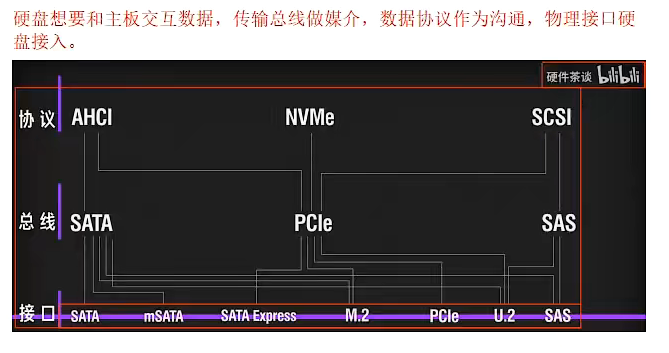 硬盘想要和主板交互数据，传输总线做媒介，数据协议作为沟通，物理接口硬
盘接入。
硬件茶谈 bilibili
协议 AHCI NVMe SCSI
总线 SATA PCIe SAS
接口 SATA mSATA SATA Express M.2 PCIe U.2 SAS